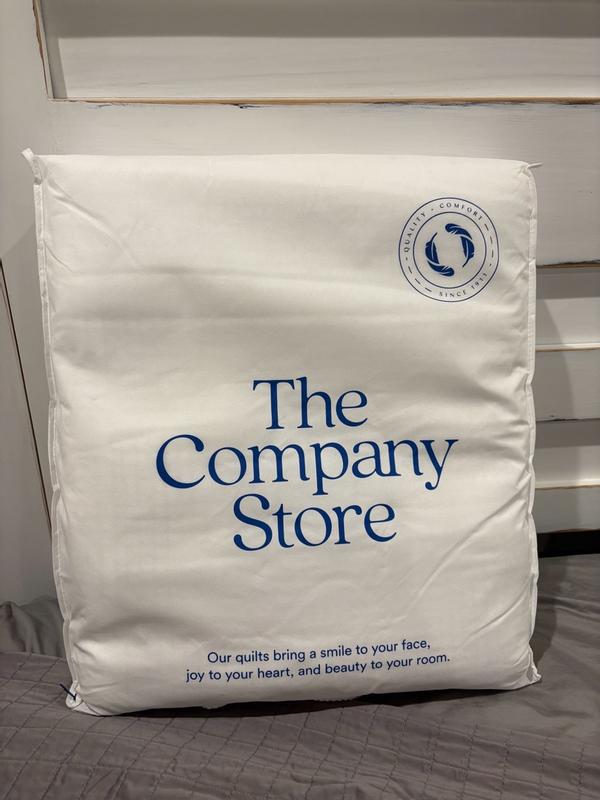 QUALITY • COMFORT
SINCE 1911
The
Company
Store
Our quilts bring a smile to your face,
joy to your heart, and beauty to your room.